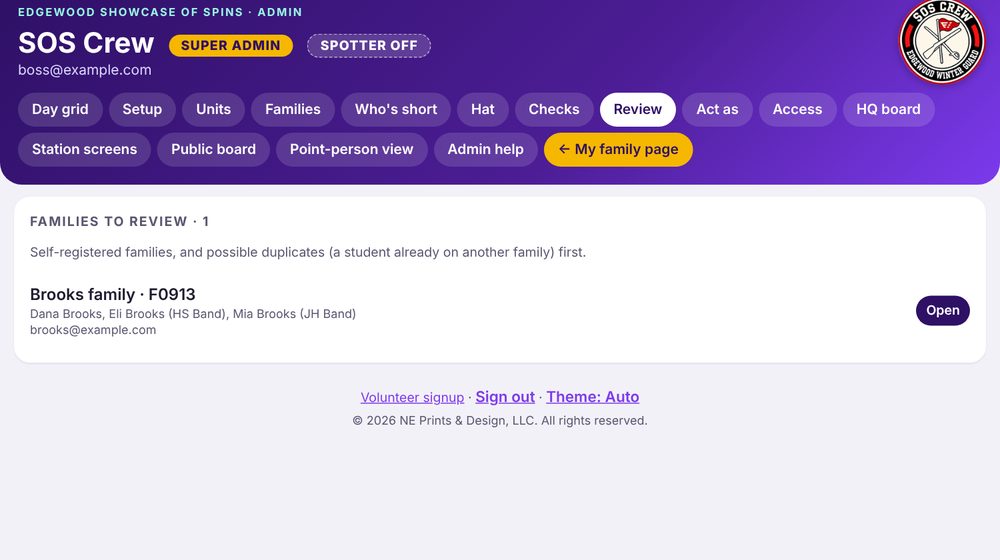 EDGEWOOD SHOWCASE OF SPINS · ADMIN
SOS Crew
SUPER ADMIN
SPOTTER OFF
boss@example.com
SOS CREW
EDGEWOOD WINTER GUARD
Day grid
Setup
Units
Families
Who's short
Hat
Checks
Review
Act as
Access
HQ board
Station screens
Public board
Point-person view
Admin help
← My family page
FAMILIES TO REVIEW · 1
Self-registered families, and possible duplicates (a student already on another family) first.
Brooks family · F0913
Dana Brooks, Eli Brooks (HS Band), Mia Brooks (JH Band)
brooks@example.com
Open
Volunteer signup · Sign out · Theme: Auto
© 2026 NE Prints & Design, LLC. All rights reserved.